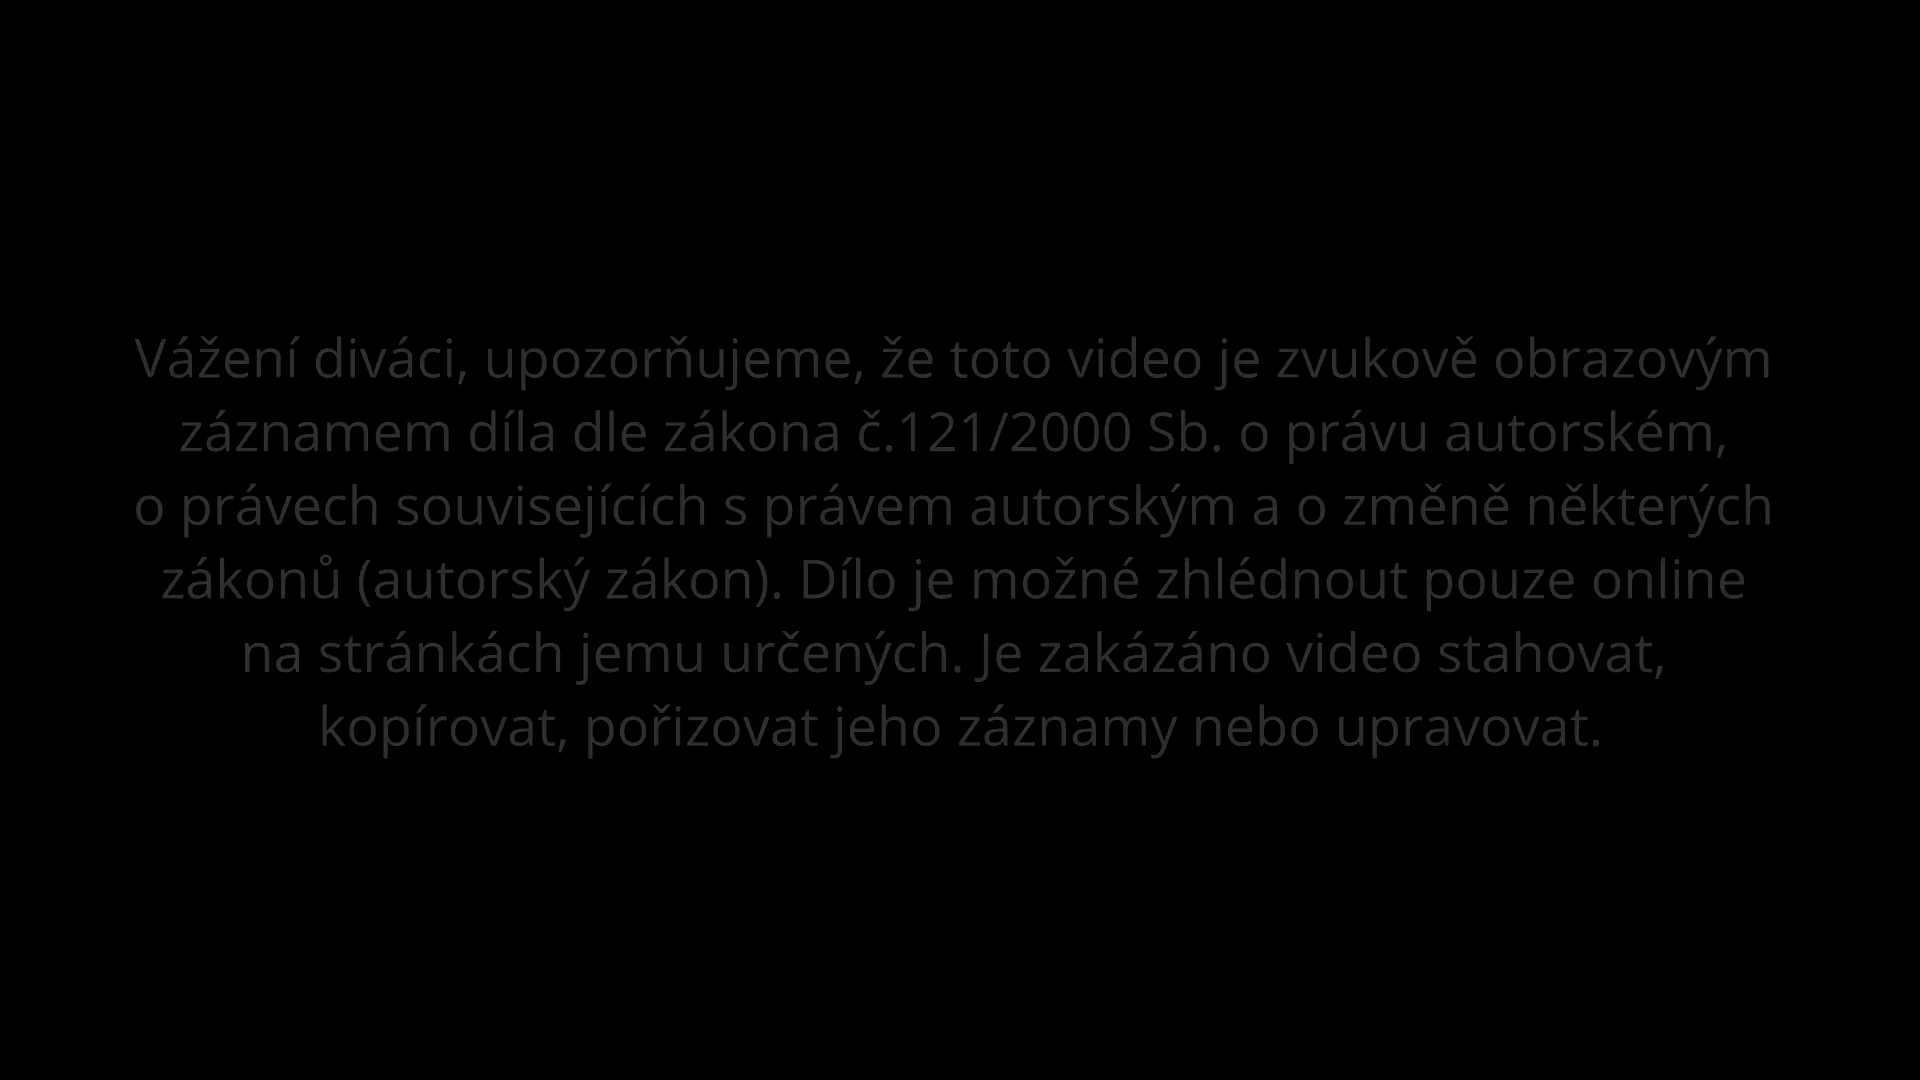 Vážení diváci, upozorňujeme, že toto video je zvukově obrazovým
záznamem díla dle zákona č.121/2000 Sb. o právu autorském,
o právech souvisejících s právem autorským a o změně některých
zákonů (autorský zákon). Dílo je možné zhlédnout pouze online
na stránkách jemu určených. Je zakázáno video stahovat,
kopírovat, pořizovat jeho záznamy nebo upravovat.